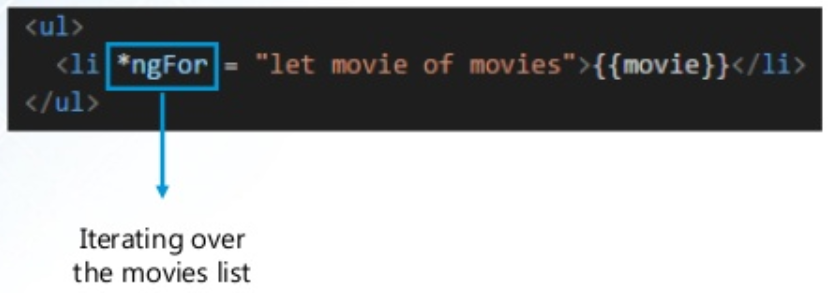 <ul>
<li *ngFor = "let movie of movies">{{movie}}</li>
</ul>
Iterating over
the movies list